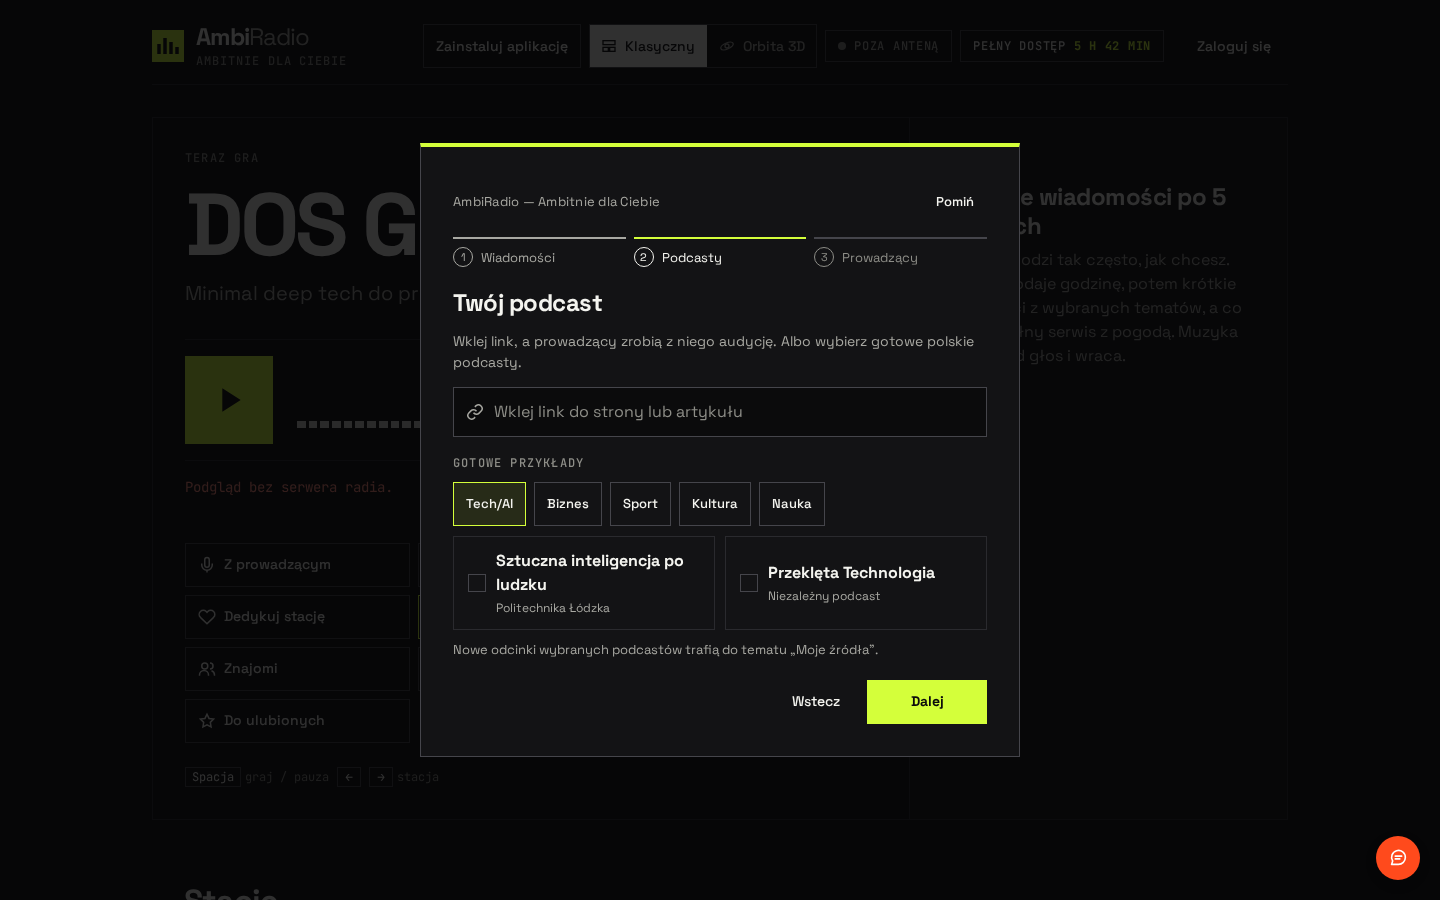 AmbiRadio
AMBITNIE DLA CIEBIE
Zainstaluj aplikację
Klasyczny
Orbita 3D
POZA ANTENĄ
PEŁNY DOSTĘP 5 H 42 MIN
Zaloguj się
TERAZ GRA
DOS G
Minimal deep tech do pr
Podgląd bez serwera radia.
Z prowadzącym
Dedykuj stację
Znajomi
Do ulubionych
Spacja graj / pauza ← → stacja
AmbiRadio — Ambitnie dla Ciebie
Pomiń
1 Wiadomości
2 Podcasty
3 Prowadzący
Twój podcast
Wklej link, a prowadzący zrobią z niego audycję. Albo wybierz gotowe polskie
podcasty.
Wklej link do strony lub artykułu
GOTOWE PRZYKŁADY
Tech/AI
Biznes
Sport
Kultura
Nauka
Sztuczna inteligencja po
ludzku
Politechnika Łódzka
Przeklęta Technologia
Niezależny podcast
Nowe odcinki wybranych podcastów trafią do tematu „Moje źródła”.
Wstecz
Dalej
e wiadomości po 5
ch
odzi tak często, jak chcesz.
odaje godzinę, potem krótkie
i z wybranych tematów, a co
łny serwis z pogodą. Muzyka
d głos i wraca.
Stacje